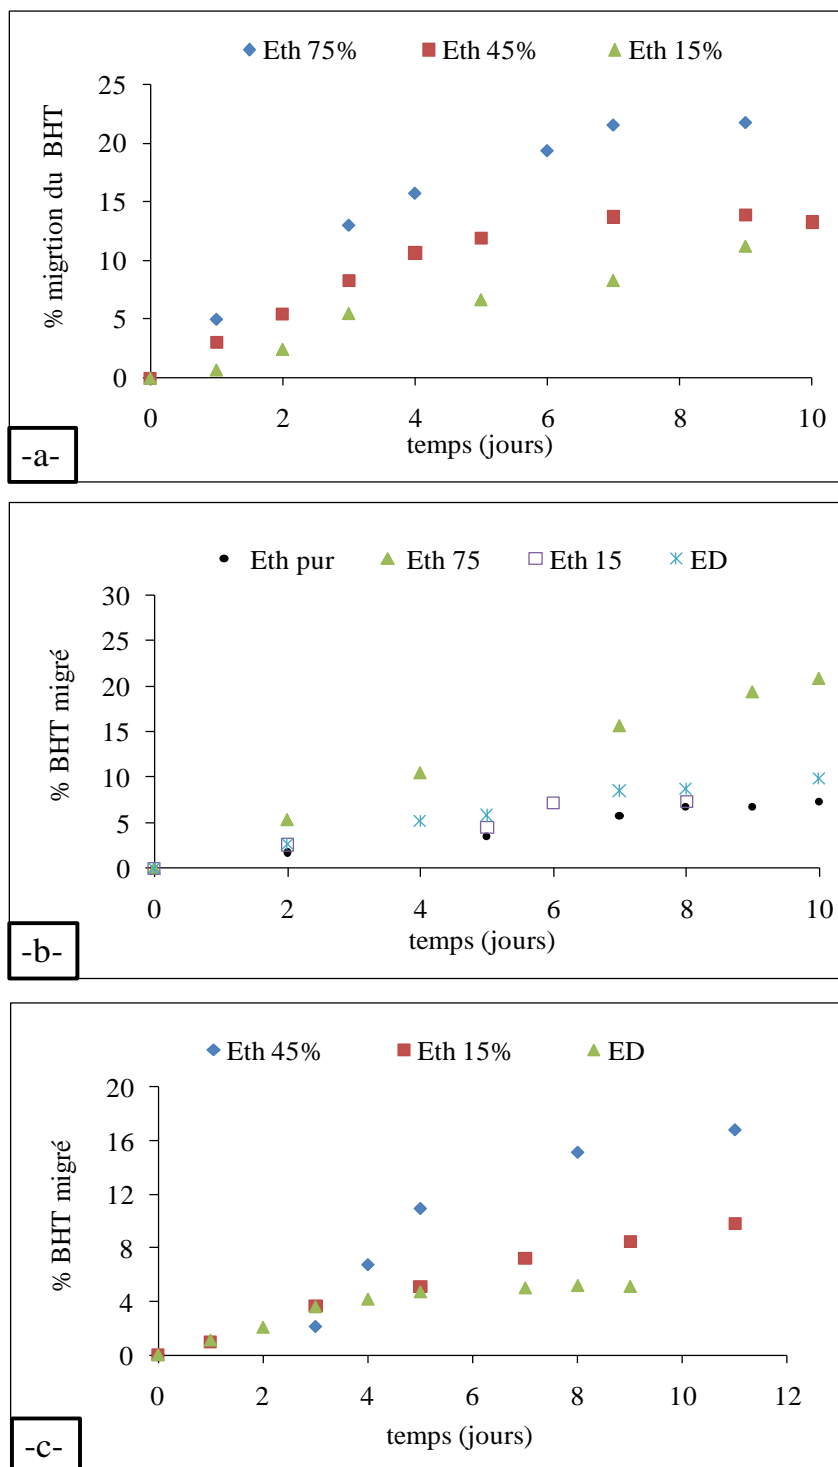 Eth 75% Eth 45% Eth 15%
% migrtion du BHT
25
20
15
10
5
0
0 2 4 6 8 10
temps (jours)
-a-
Eth pur Eth 75 Eth 15 ED
% BHT migré
30
25
20
15
10
5
0
0 2 4 6 8 10
temps (jours)
-b-
Eth 45% Eth 15% ED
% BHT migré
20
16
12
8
4
0
0 2 4 6 8 10 12
temps (jours)
-c-